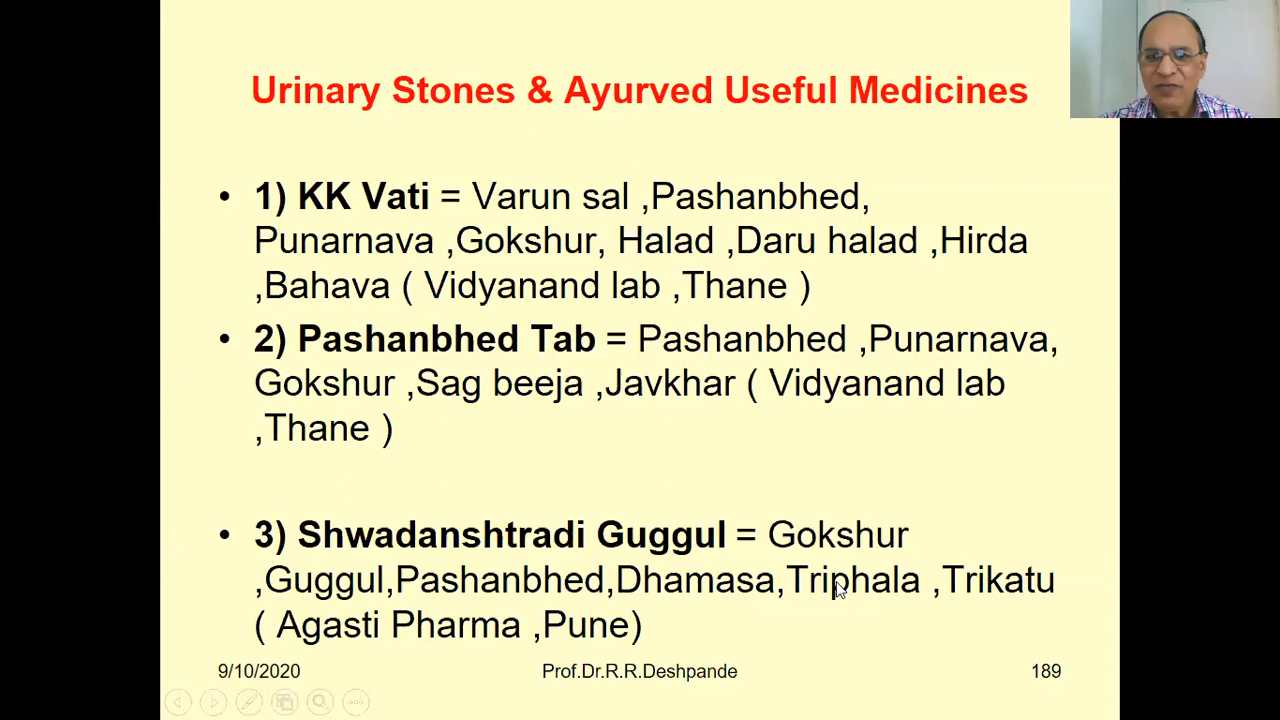 Urinary Stones & Ayurved Useful Medicines
• 1) KK Vati = Varun sal ,Pashanbhed,
Punarnava ,Gokshur, Halad ,Daru halad ,Hirda
,Bahava ( Vidyanand lab ,Thane )
• 2) Pashanbhed Tab = Pashanbhed ,Punarnava,
Gokshur ,Sag beeja ,Javkhar ( Vidyanand lab
,Thane )
• 3) Shwadanshtradi Guggul = Gokshur
,Guggul,Pashanbhed,Dhamasa,Triphala ,Trikatu
( Agasti Pharma ,Pune)
9/10/2020 Prof.Dr.R.R.Deshpande 189